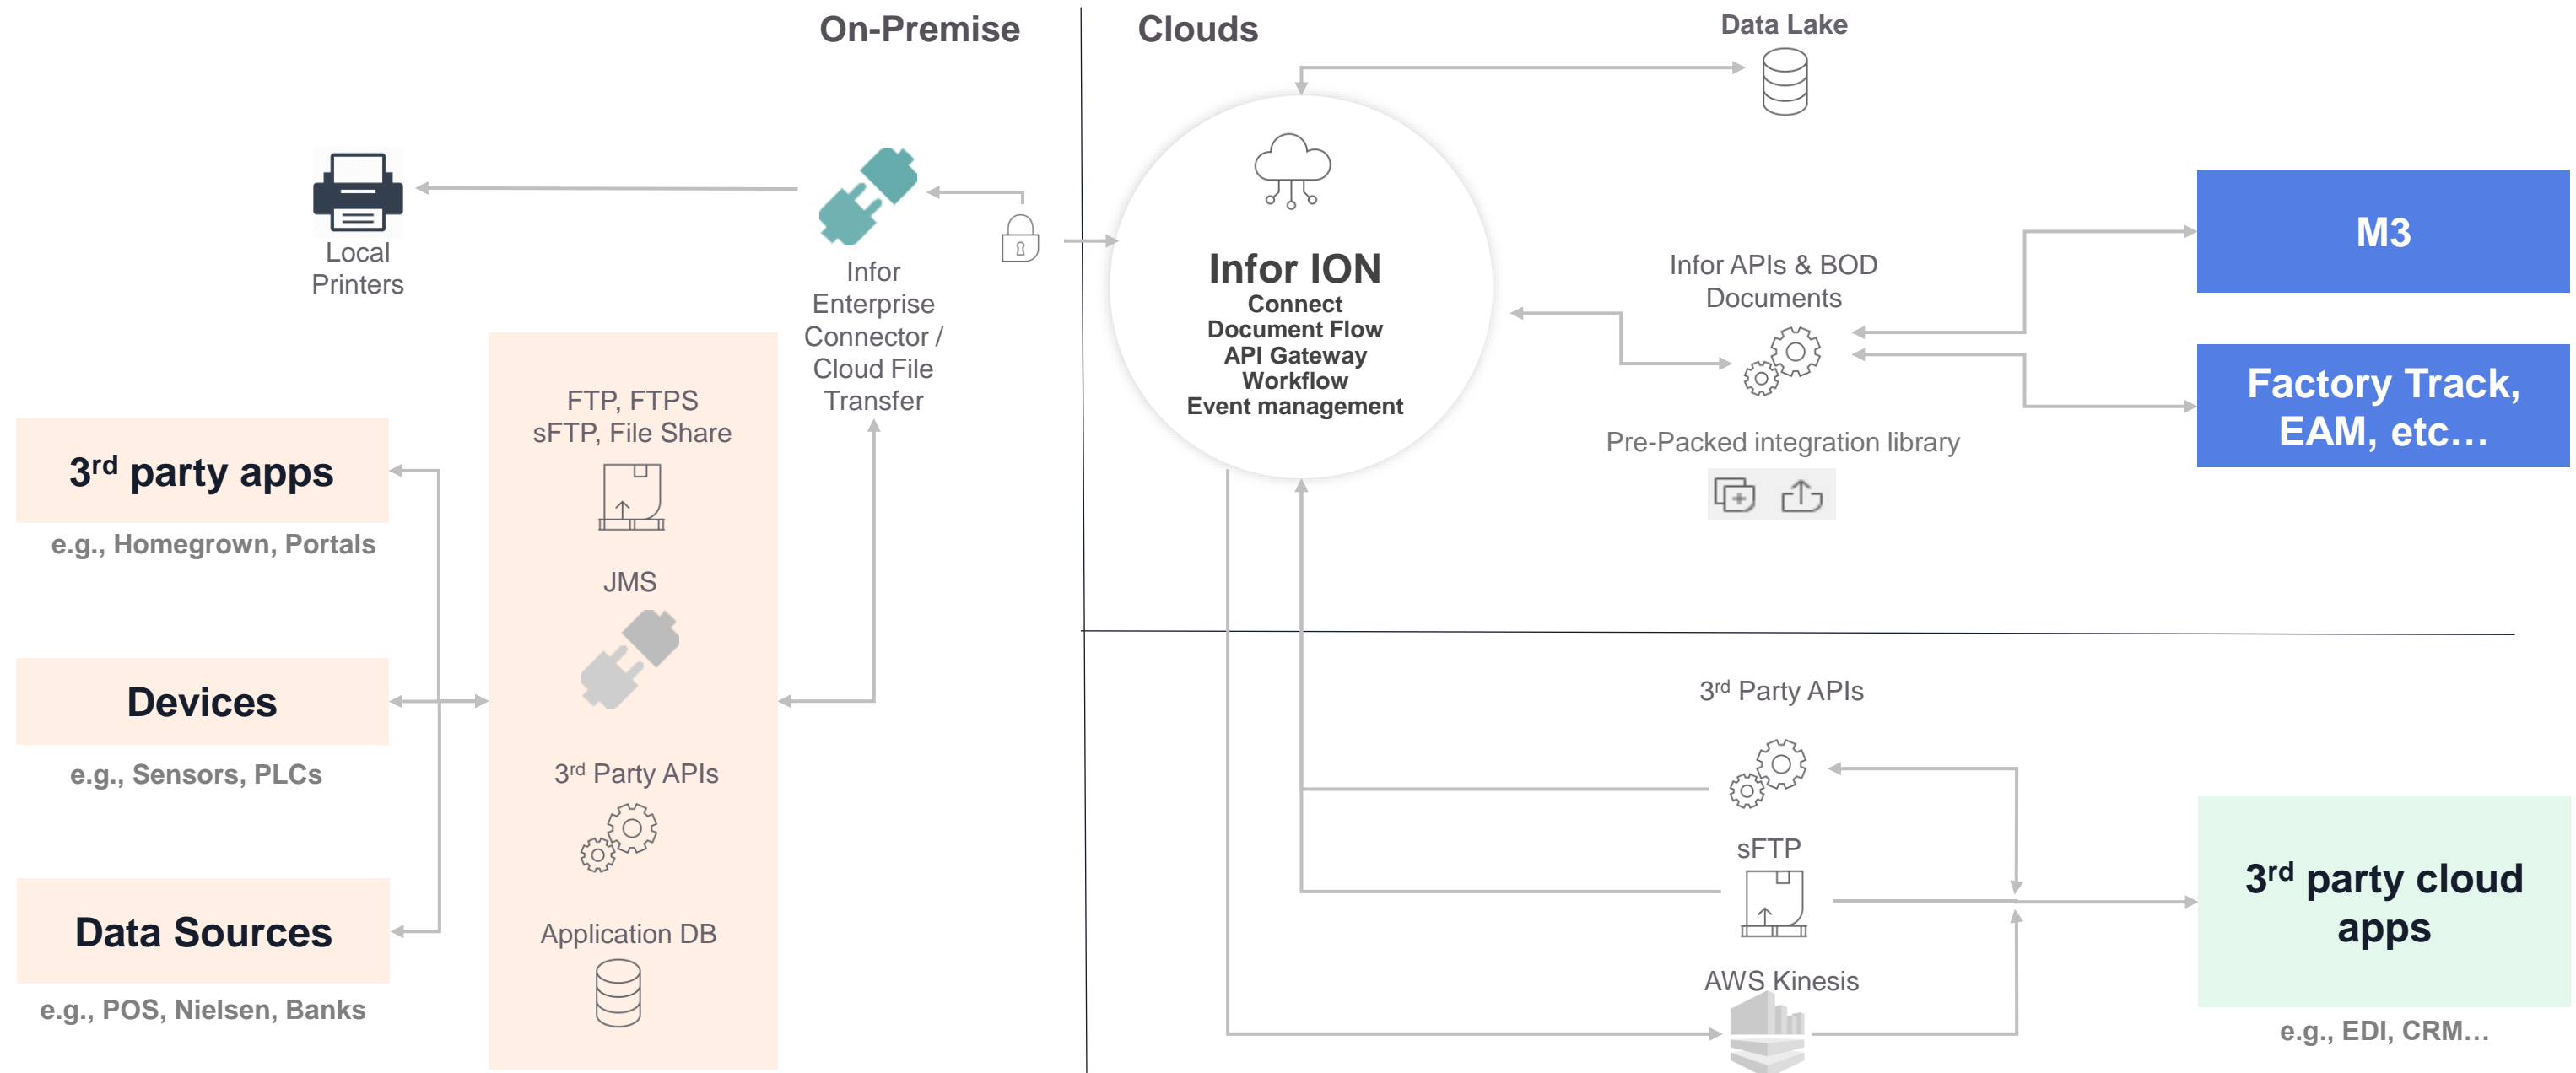 On-Premise
Clouds
Data Lake
Local
Printers
Infor
Enterprise
Connector /
Cloud File
Transfer
Infor ION
Connect
Document Flow
API Gateway
Workflow
Event management
Infor APIs & BOD
Documents
M3
Factory Track,
EAM, etc…
Pre-Packed integration library
FTP, FTPS
sFTP, File Share
JMS
3rd Party APIs
Application DB
3rd party apps
e.g., Homegrown, Portals
Devices
e.g., Sensors, PLCs
Data Sources
e.g., POS, Nielsen, Banks
3rd Party APIs
sFTP
AWS Kinesis
3rd party cloud
apps
e.g., EDI, CRM…